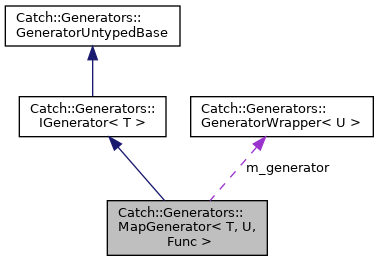 Catch::Generators::
GeneratorUntypedBase
Catch::Generators::
IGenerator< T >
Catch::Generators::
GeneratorWrapper< U >
m_generator
Catch::Generators::
MapGenerator< T, U,
Func >